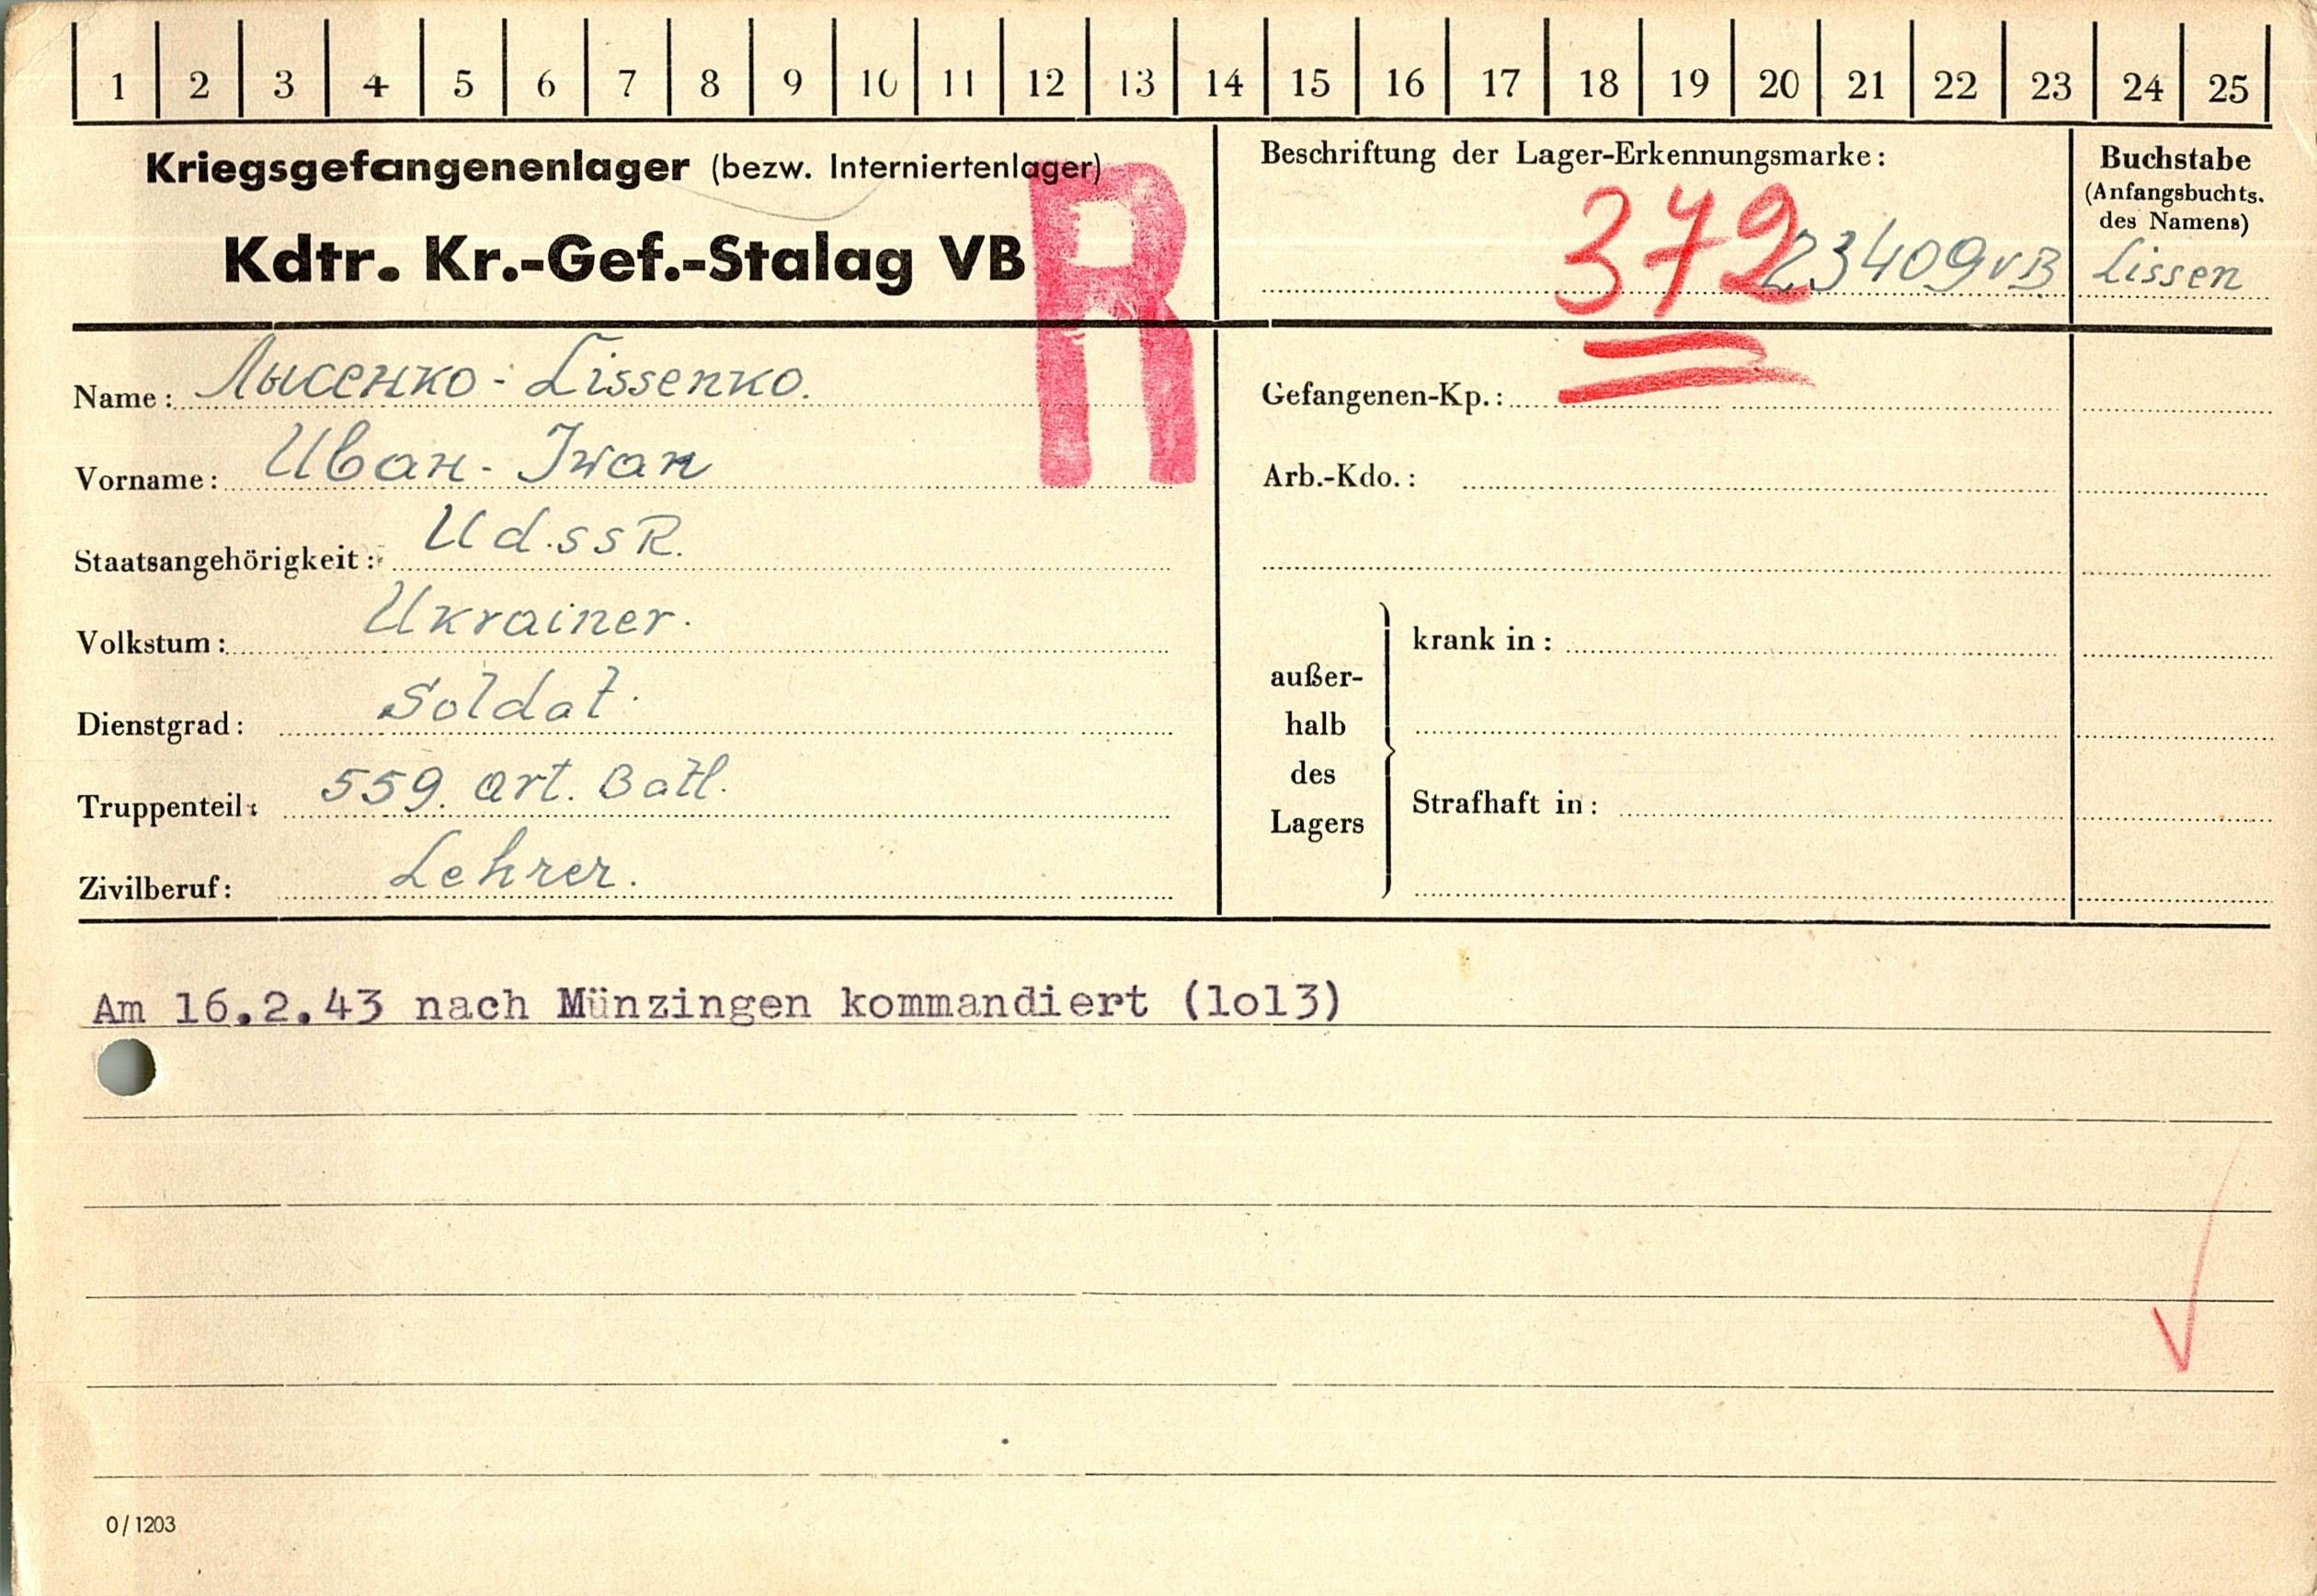 1 2 3 4 5 6 7 8 9 10 11 12 13 14 15 16 17 18 19 20 21 22 23 24 25
Kriegsgefangenenlager (bezw. Interniertenlager)
Kdtr. Kr.-Gef.-Stalag VB
R
Beschriftung der Lager-Erkennungsmarke:
372
23409 VB
Buchstabe
(Anfangsbuchts.
des Namens)
Lissen
Name: Лысенко - Lissenko.
Vorname: Иван - Iwan
Staatsangehörigkeit: Ud.SSR.
Volkstum: Ukrainer.
Dienstgrad: Soldat.
Truppenteil: 559. Art. Batl.
Zivilberuf: Lehrer.
Gefangenen-Kp.:
Arb.-Kdo.:
außer-
halb
des
Lagers
krank in:
Strafhaft in:
Am 16.2.43 nach Münzingen kommandiert (lol3)
0/1203